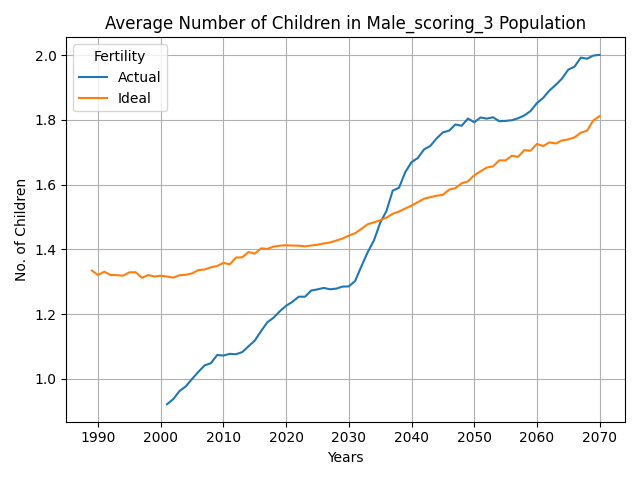 Average Number of Children in Male_scoring_3 Population
Fertility
Actual
Ideal
No. of Children
2.0
1.8
1.6
1.4
1.2
1.0
1990 2000 2010 2020 2030 2040 2050 2060 2070
Years